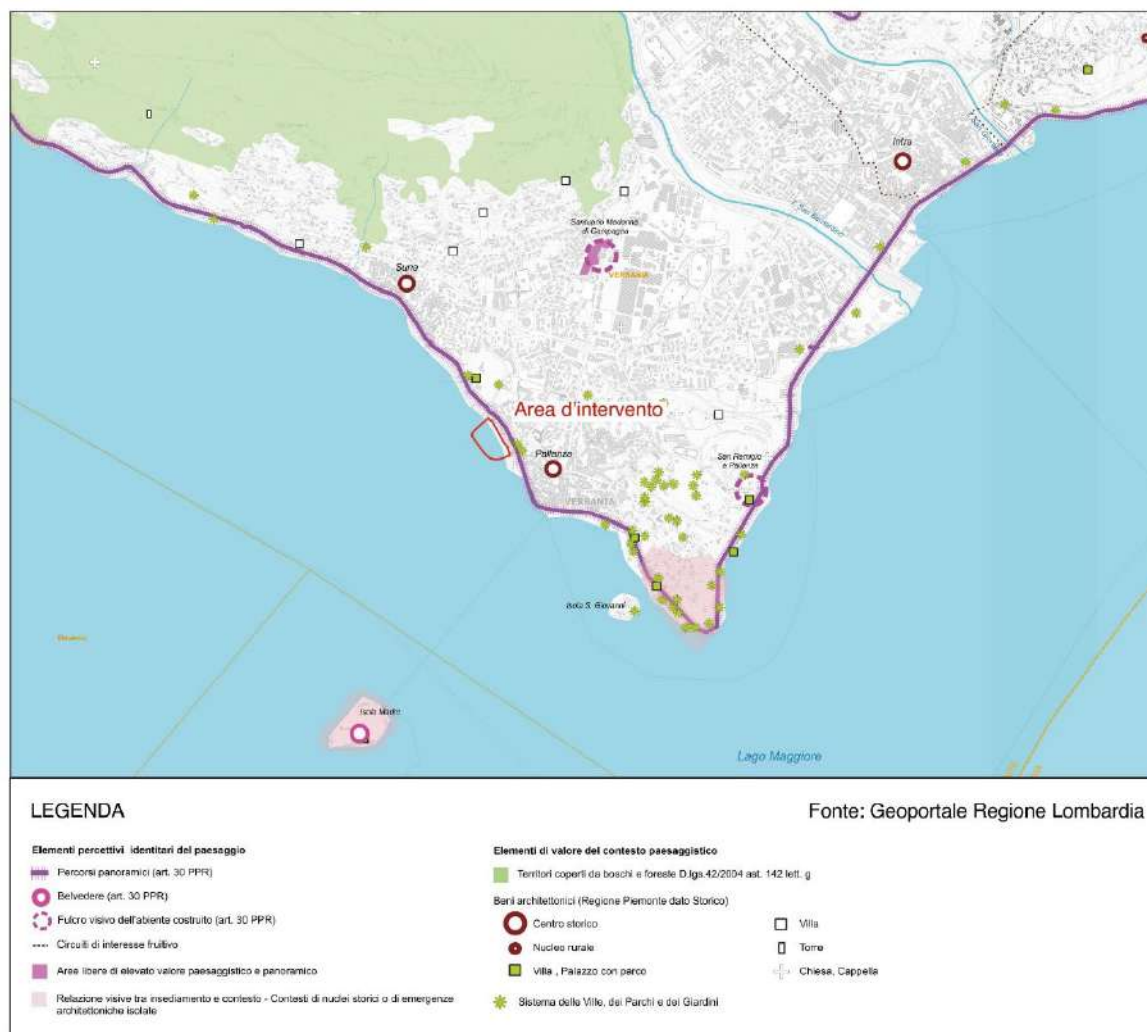 Intra
T. San Bernardino
Santuario Madonna
di Campagna
VERBANIA
Suna
Area d'intervento
Pallanza
San Remigio
e Pallanza
VERBANIA
Isola S. Giovanni
Isola Madre
Lago Maggiore
LEGENDA
Fonte: Geoportale Regione Lombardia
Elementi percettivi identitari del paesaggio
Percorsi panoramici (art. 30 PPR)
Belvedere (art. 30 PPR)
Fulcro visivo dell'abiente costruito (art. 30 PPR)
Circuiti di interesse fruitivo
Aree libere di elevato valore paesaggistico e panoramico
Relazione visive tra insediamento e contesto - Contesti di nuclei storici o di emergenze
architettoniche isolate
Elementi di valore del contesto paesaggistico
Territori coperti da boschi e foreste D.lgs.42/2004 ast. 142 lett. g
Beni architettonici (Regione Piemonte dato Storico)
Centro storico
Nucleo rurale
Villa , Palazzo con parco
Sistema delle Ville, dei Parchi e dei Giardini
Villa
Torre
Chiesa, Cappella